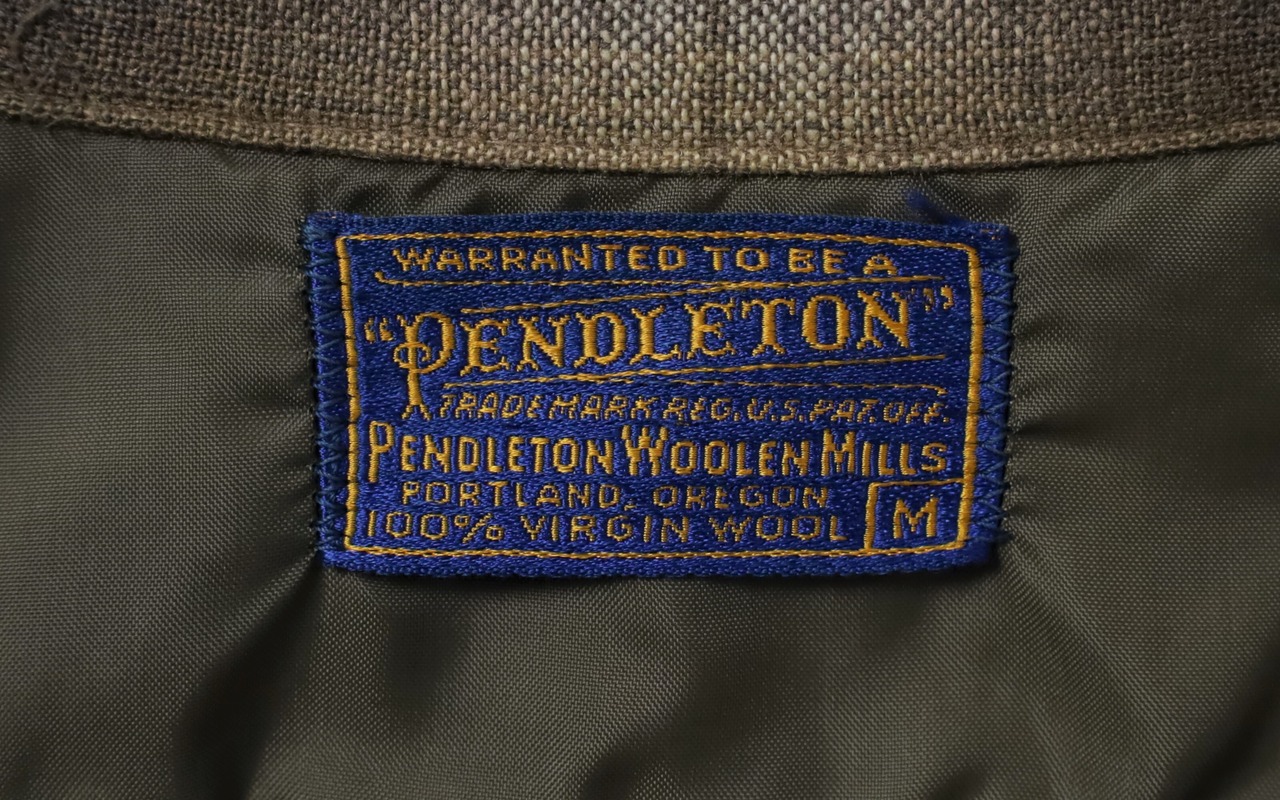 WARRANTED TO BE A
"PENDLETON"
TRADE MARK REG. U.S. PAT. OFF.
PENDLETON WOOLEN MILLS
PORTLAND, OREGON
100% VIRGIN WOOL
M